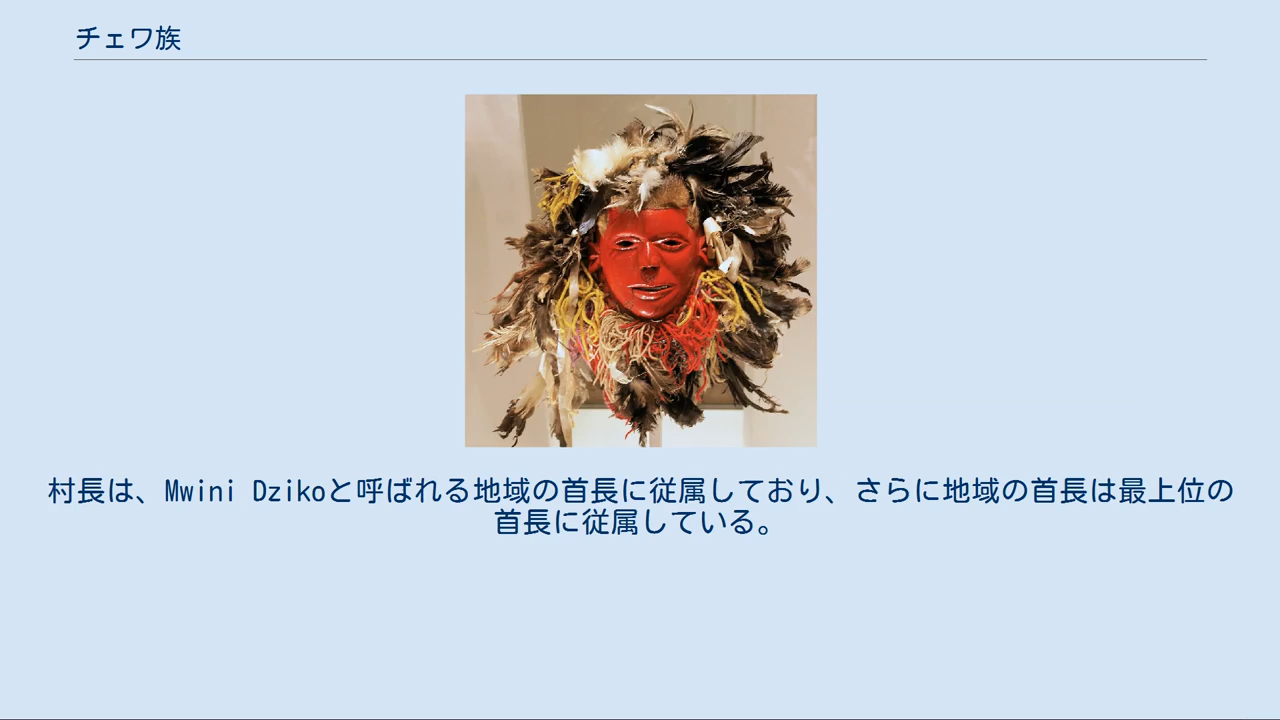 チェワ族
村長は、Mwini Dzikoと呼ばれる地域の首長に従属しており、さらに地域の首長は最上位の
首長に従属している。